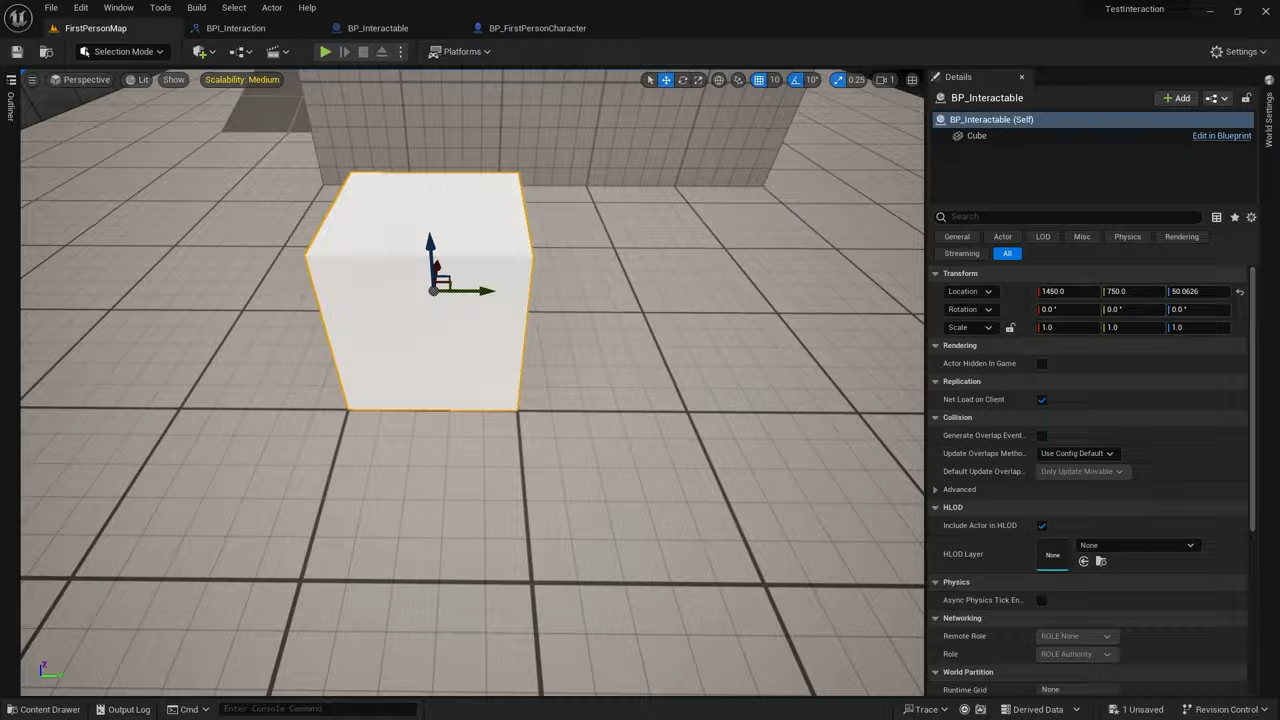 File Edit Window Tools Build Select Actor Help
TestInteraction
FirstPersonMap BPI_Interaction BP_Interactable BP_FirstPersonCharacter
Selection Mode Platforms Settings
Perspective Lit Show Scalability: Medium 10 10° 0.25 1
Outliner
Details
World Settings
BP_Interactable Add
BP_Interactable (Self)
Cube Edit in Blueprint
Search
General Actor LOD Misc Physics Rendering
Streaming All
Transform
Location 1450.0 750.0 50.0626
Rotation 0.0° 0.0° 0.0°
Scale 1.0 1.0 1.0
Rendering
Actor Hidden In Game
Replication
Net Load on Client
Collision
Generate Overlap Event..
Update Overlaps Metho.. Use Config Default
Default Update Overlap.. Only Update Movable
Advanced
HLOD
Include Actor in HLOD
None
HLOD Layer None
Physics
Async Physics Tick En..
Networking
Remote Role ROLE None
Role ROLE Authority
World Partition
Runtime Grid None
Z
Y
Content Drawer Output Log Cmd Enter Console Command Trace Derived Data 1 Unsaved Revision Control